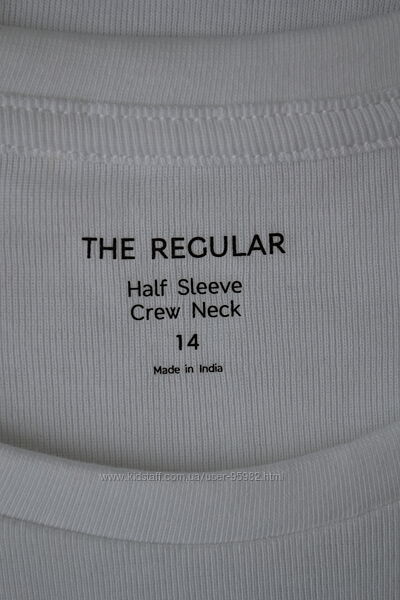 THE REGULAR
Half Sleeve
Crew Neck
14
Made in India
www.kidstaff.com.ua/user-95982.html